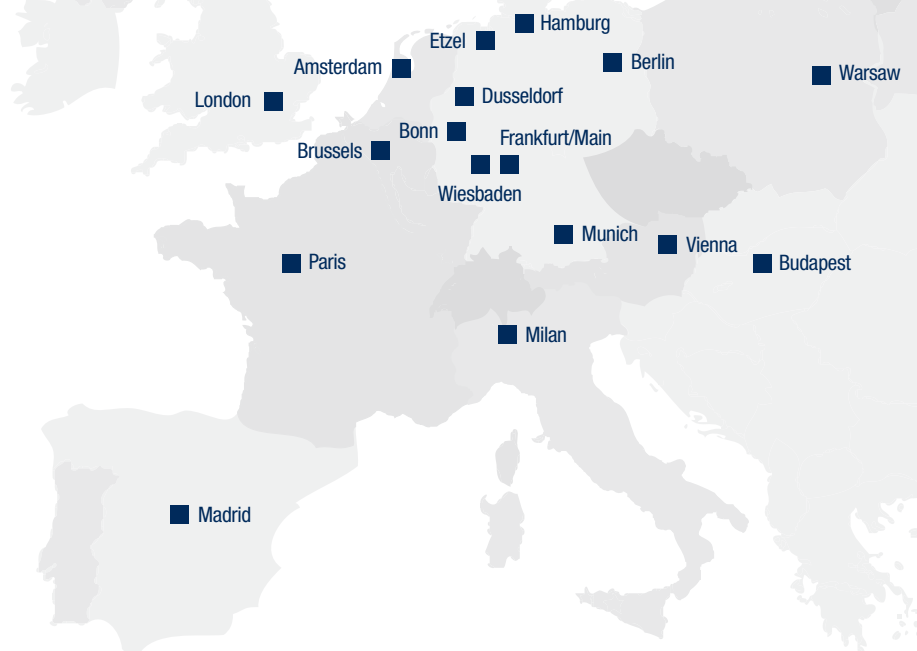 Hamburg
Etzel
Berlin
Amsterdam
Warsaw
London
Dusseldorf
Bonn
Frankfurt/Main
Brussels
Wiesbaden
Munich
Vienna
Paris
Budapest
Milan
Madrid